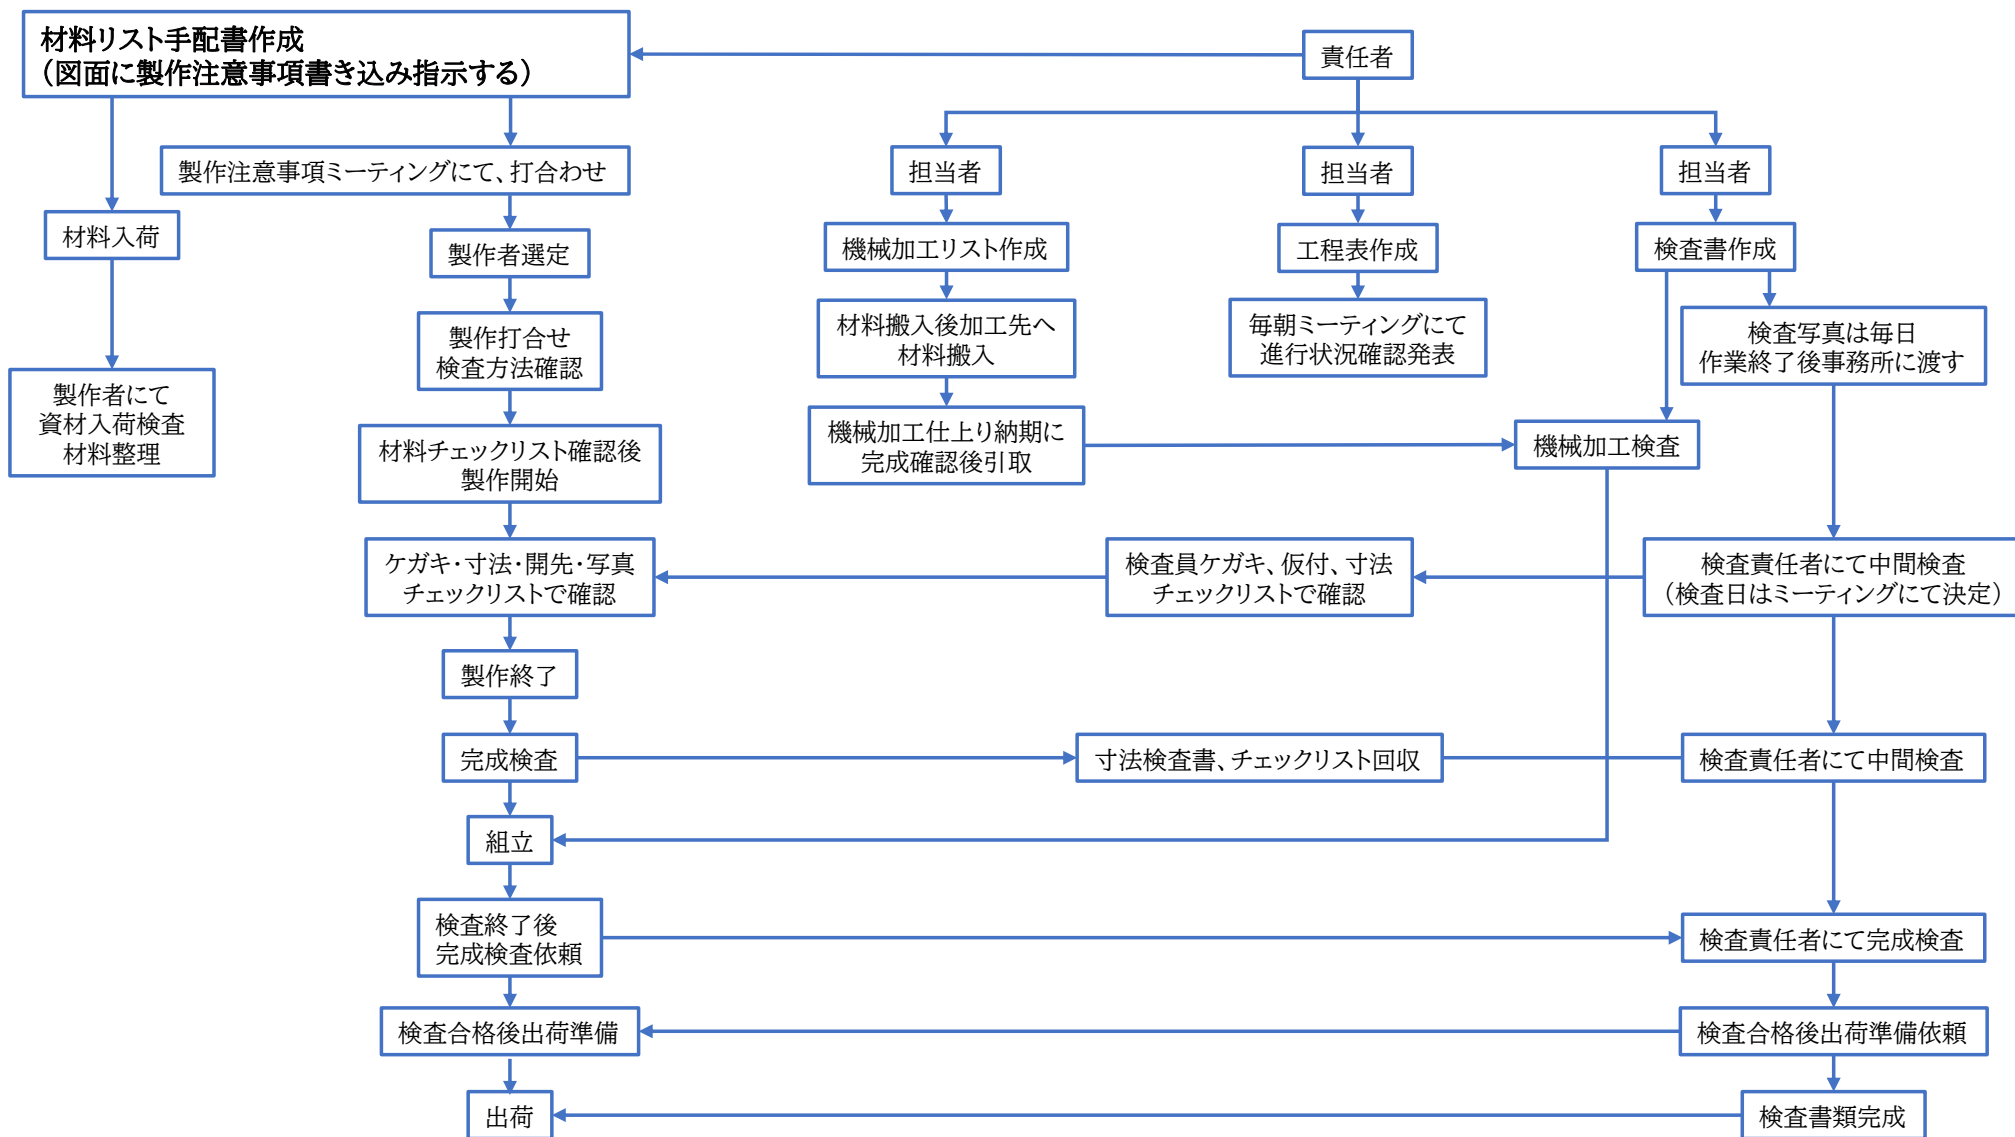 材料リスト手配書作成
（図面に製作注意事項書き込み指示する）
責任者
製作注意事項ミーティングにて、打合わせ
担当者
担当者
担当者
材料入荷
製作者選定
機械加工リスト作成
工程表作成
検査書作成
製作打合せ
検査方法確認
材料搬入後加工先へ
材料搬入
毎朝ミーティングにて
進行状況確認発表
検査写真は毎日
作業終了後事務所に渡す
製作者にて
資材入荷検査
材料整理
材料チェックリスト確認後
製作開始
機械加工仕上り納期に
完成確認後引取
機械加工検査
ケガキ・寸法・開先・写真
チェックリストで確認
検査員ケガキ、仮付、寸法
チェックリストで確認
検査責任者にて中間検査
（検査日はミーティングにて決定）
製作終了
完成検査
寸法検査書、チェックリスト回収
検査責任者にて中間検査
組立
検査終了後
完成検査依頼
検査責任者にて完成検査
検査合格後出荷準備
検査合格後出荷準備依頼
出荷
検査書類完成